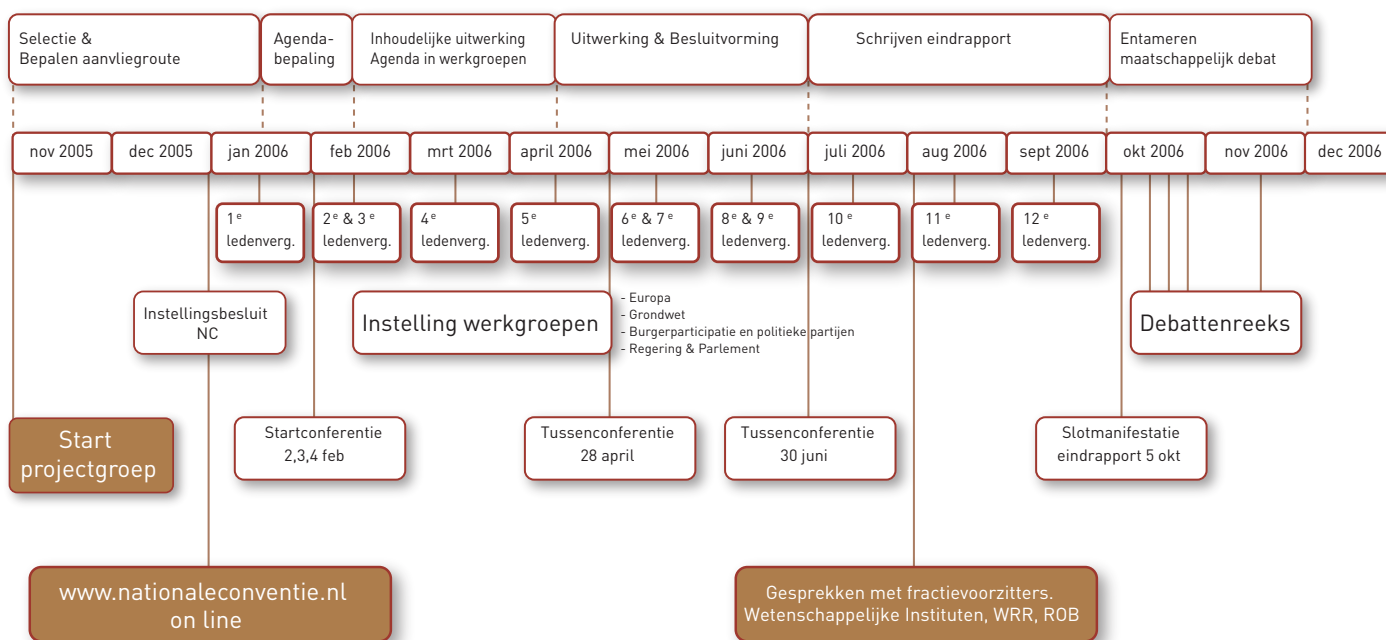 Selectie &
Bepalen aanvliegroute
Agenda-
bepaling
Inhoudelijke uitwerking
Agenda in werkgroepen
Uitwerking & Besluitvorming
Schrijven eindrapport
Entameren
maatschappelijk debat
nov 2005
dec 2005
jan 2006
feb 2006
mrt 2006
april 2006
mei 2006
juni 2006
juli 2006
aug 2006
sept 2006
okt 2006
nov 2006
dec 2006
1e
ledenverg.
2e & 3e
ledenverg.
4e
ledenverg.
5e
ledenverg.
6e & 7e
ledenverg.
8e & 9e
ledenverg.
10e
ledenverg.
11e
ledenverg.
12e
ledenverg.
Instellingsbesluit
NC
Instelling werkgroepen
- Europa
- Grondwet
- Burgerparticipatie en politieke partijen
- Regering & Parlement
Debattenreeks
Start
projectgroep
Startconferentie
2,3,4 feb
Tussenconferentie
28 april
Tussenconferentie
30 juni
Slotmanifestatie
eindrapport 5 okt
www.nationaleconventie.nl
on line
Gesprekken met fractievoorzitters.
Wetenschappelijke Instituten, WRR, ROB